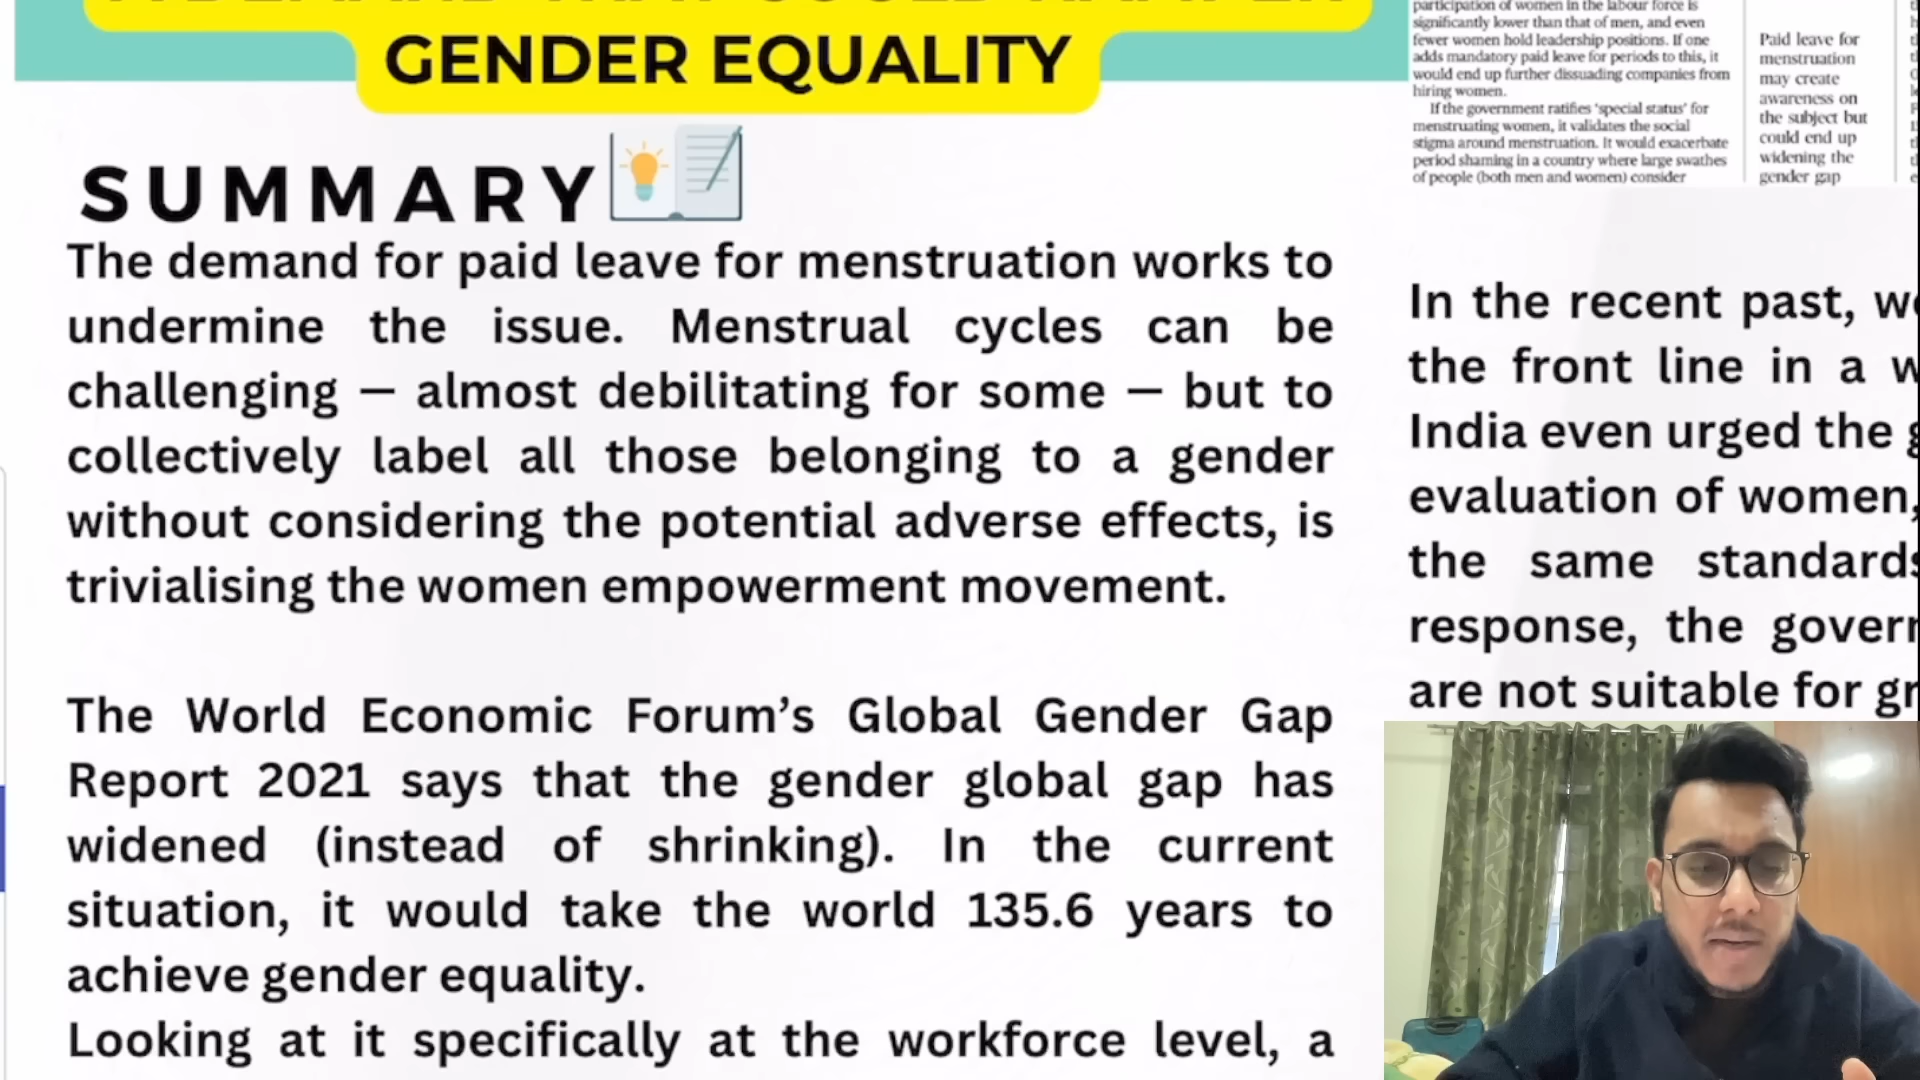 GENDER EQUALITY
SUMMARY
The demand for paid leave for menstruation works to
undermine the issue. Menstrual cycles can be
challenging — almost debilitating for some — but to
collectively label all those belonging to a gender
without considering the potential adverse effects, is
trivialising the women empowerment movement.
The World Economic Forum’s Global Gender Gap
Report 2021 says that the gender global gap has
widened (instead of shrinking). In the current
situation, it would take the world 135.6 years to
achieve gender equality.
Looking at it specifically at the workforce level, a
participation of women in the labour force is
significantly lower than that of men, and even
fewer women hold leadership positions. If one
adds mandatory paid leave for periods to this, it
would end up further dissuading companies from
hiring women.
If the government ratifies ‘special status’ for
menstruating women, it validates the social
stigma around menstruation. It would exacerbate
period shaming in a country where large swathes
of people (both men and women) consider
Paid leave for
menstruation
may create
awareness on
the subject but
could end up
widening the
gender gap
In the recent past,
the front line in a
India even urged the
evaluation of women,
the same standards
response, the
are not suitable for